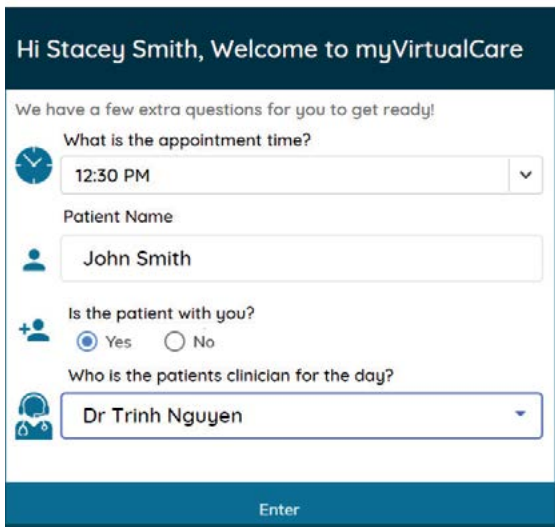 Hi Stacey Smith, Welcome to myVirtualCare
We have a few extra questions for you to get ready!
What is the appointment time?
12:30 PM
Patient Name
John Smith
Is the patient with you?
Yes No
Who is the patients clinician for the day?
Dr Trinh Nguyen
Enter